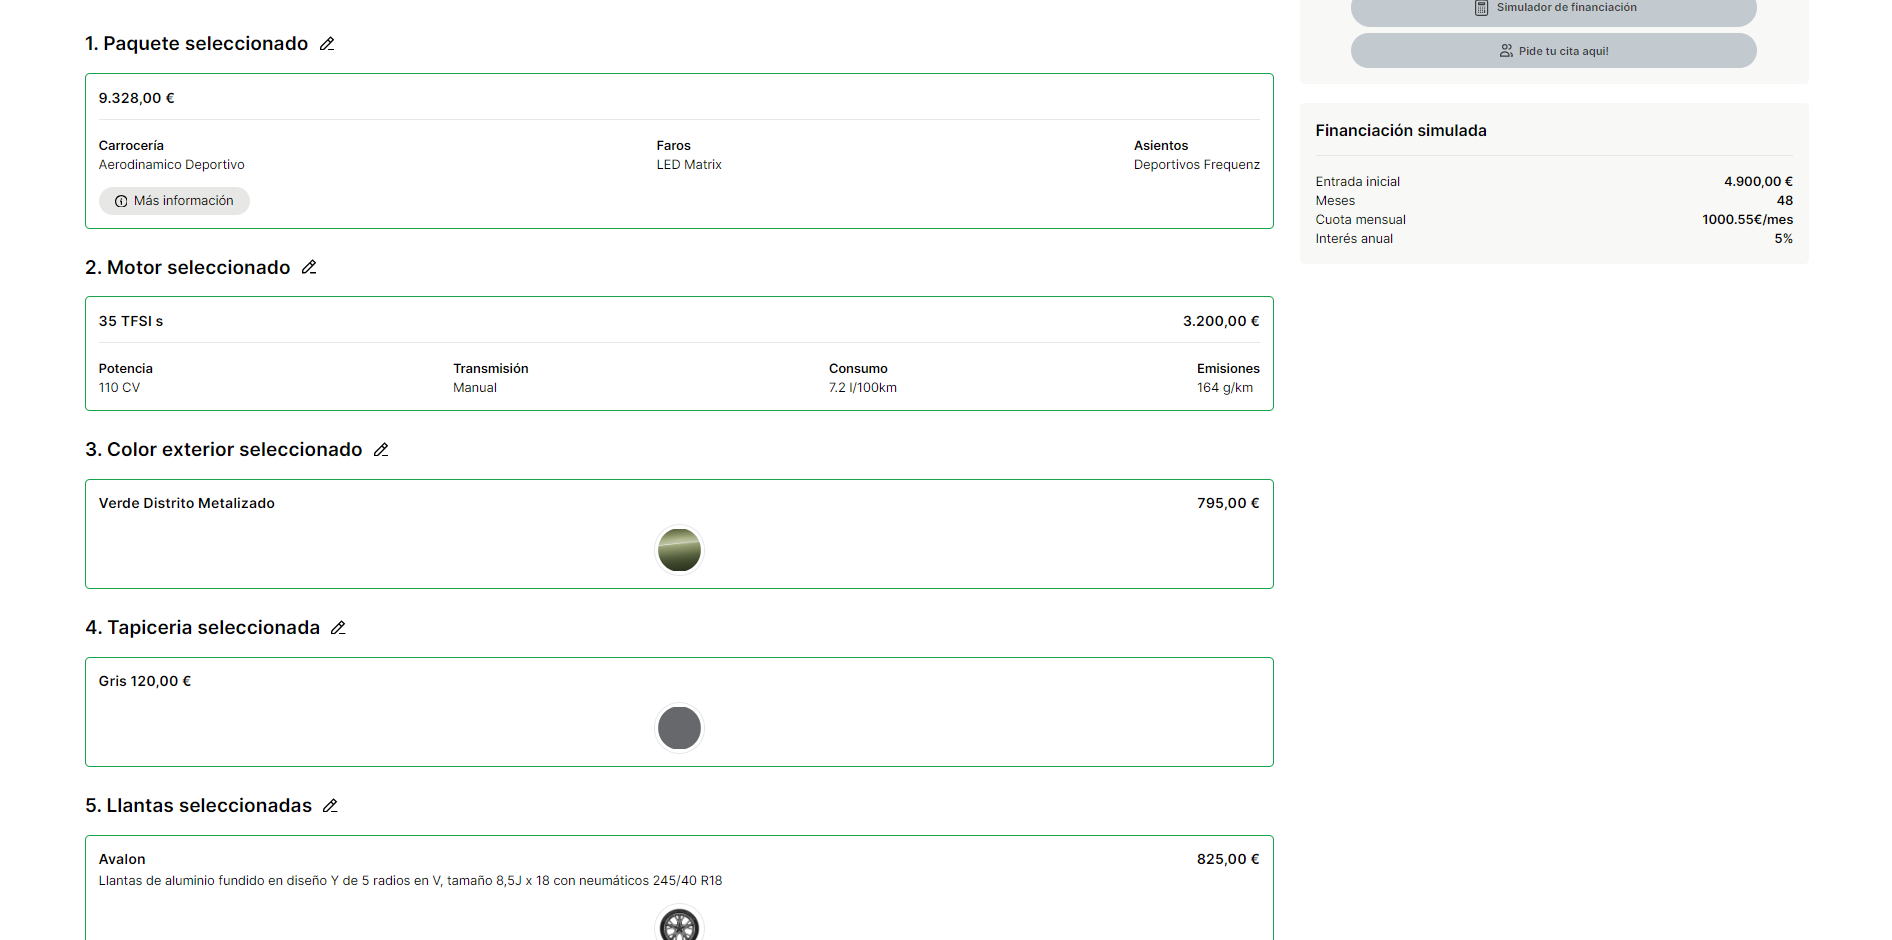 1. Paquete seleccionado
9.328,00 €
Carrocería
Aerodinamico Deportivo
Faros
LED Matrix
Asientos
Deportivos Frequenz
Más información
2. Motor seleccionado
35 TFSI s
3.200,00 €
Potencia
110 CV
Transmisión
Manual
Consumo
7.2 l/100km
Emisiones
164 g/km
3. Color exterior seleccionado
Verde Distrito Metalizado
795,00 €
4. Tapiceria seleccionada
Gris 120,00 €
5. Llantas seleccionadas
Avalon
825,00 €
Llantas de aluminio fundido en diseño Y de 5 radios en V, tamaño 8,5J x 18 con neumáticos 245/40 R18
Simulador de financiación
Pide tu cita aqui!
Financiación simulada
Entrada inicial 4.900,00 €
Meses 48
Cuota mensual 1000.55€/mes
Interés anual 5%